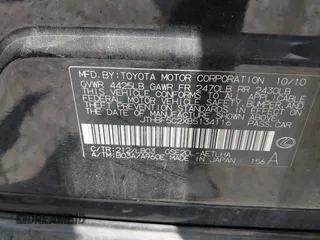 MFD.BY: TOYOTA MOTOR CORPORATION 10/10
GVWR 4425LB GAWR FR 2470LB RR 2430LB
THIS VEHICLE CONFORMS TO ALL APPLICABLE
FEDERAL MOTOR VEHICLE SAFETY, BUMPER, AND
THEFT PREVENTION STANDARDS IN EFFECT ON
THE DATE OF MANUFACTURE SHOWN ABOVE.
PASS. CAR
C/TR: 212/LB03 GSE20L-AETLHA
A/TM: B03A/A960E MADE IN JAPAN 156 A